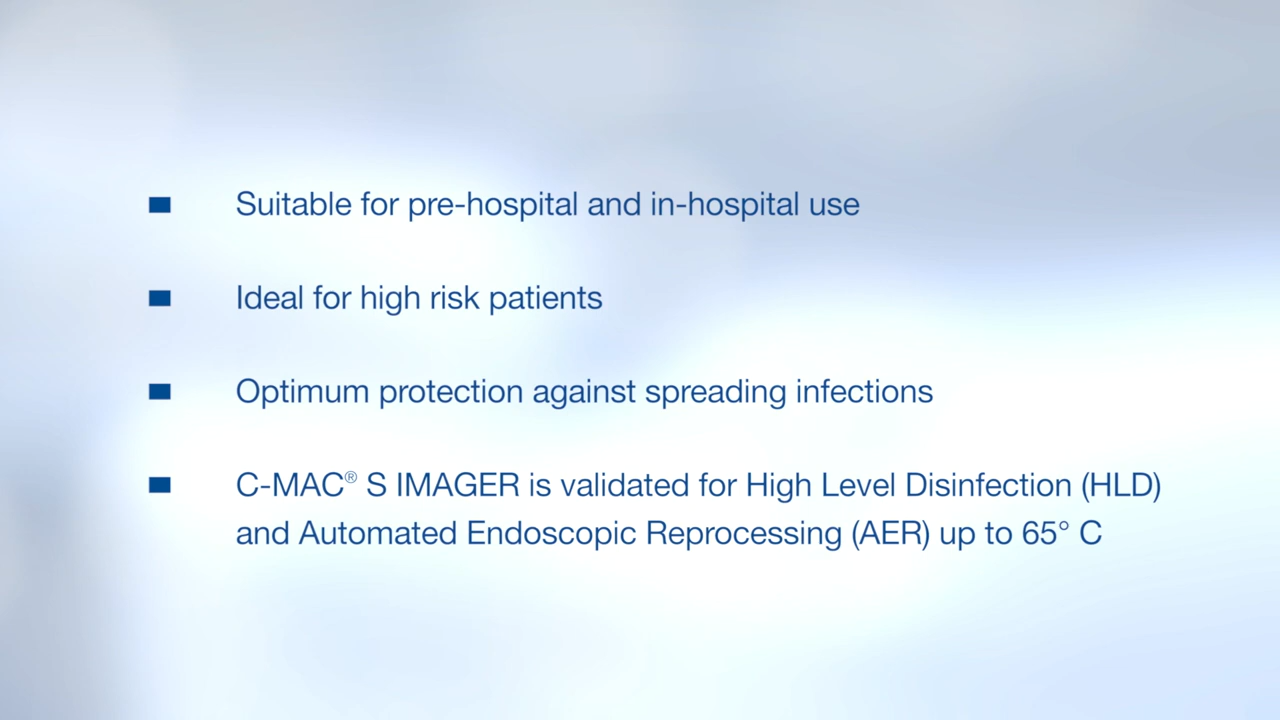 Suitable for pre-hospital and in-hospital use
Ideal for high risk patients
Optimum protection against spreading infections
C-MAC® S IMAGER is validated for High Level Disinfection (HLD)
and Automated Endoscopic Reprocessing (AER) up to 65° C